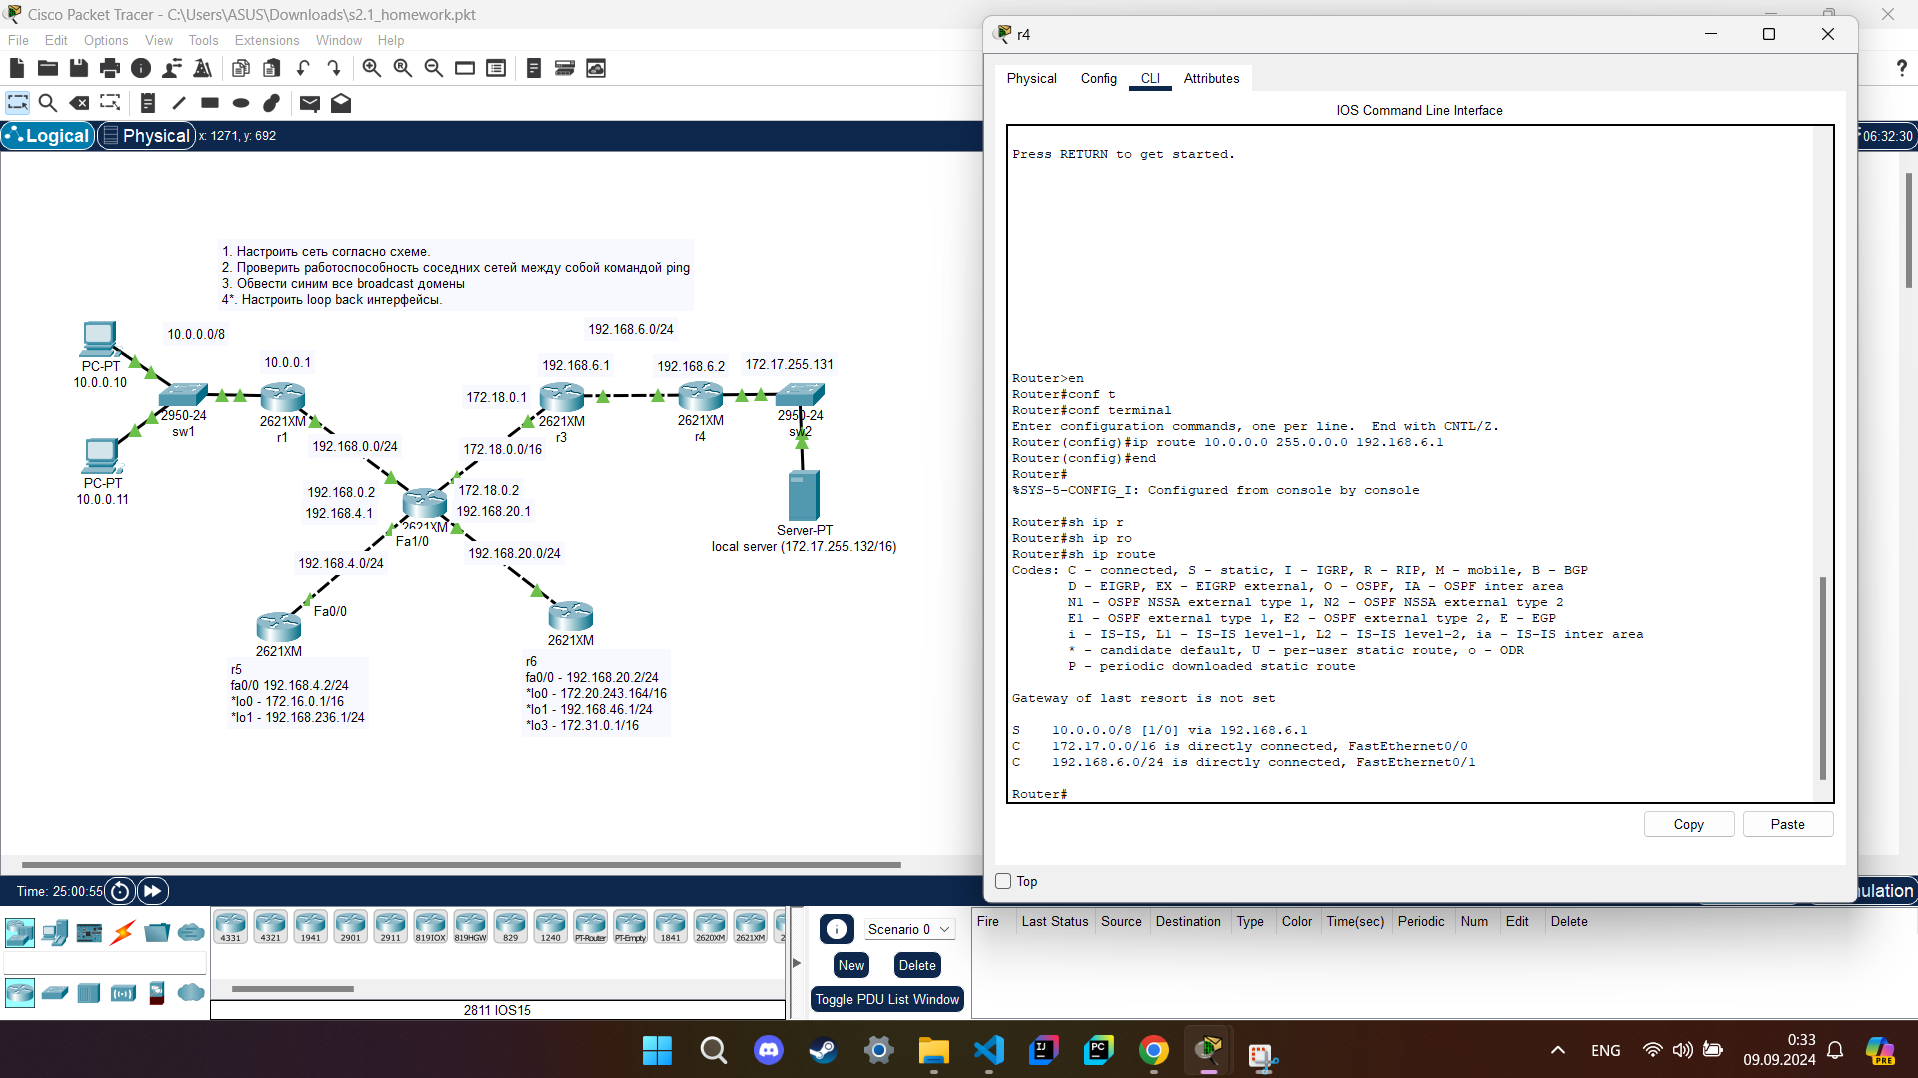 Cisco Packet Tracer - C:\Users\ASUS\Downloads\s2.1_homework.pkt
File Edit Options View Tools Extensions Window Help
?
Logical Physical x: 1271, y: 692
06:32:30
1. Настроить сеть согласно схеме.
2. Проверить работоспособность соседних сетей между собой командой ping
3. Обвести синим все broadcast домены
4*. Настроить loop back интерфейсы.
192.168.6.0/24
10.0.0.0/8
10.0.0.1
192.168.6.1
192.168.6.2
172.17.255.131
PC-PT
10.0.0.10
172.18.0.1
2950-24
sw1
2621XM
r1
2621XM
r3
2621XM
r4
2950-24
sw2
192.168.0.0/24
172.18.0.0/16
PC-PT
10.0.0.11
192.168.0.2
172.18.0.2
192.168.4.1
192.168.20.1
2621XM
Fa1/0
Server-PT
local server (172.17.255.132/16)
192.168.4.0/24
192.168.20.0/24
Fa0/0
2621XM
2621XM
r5
fa0/0 192.168.4.2/24
*lo0 - 172.16.0.1/16
*lo1 - 192.168.236.1/24
r6
fa0/0 - 192.168.20.2/24
*lo0 - 172.20.243.164/16
*lo1 - 192.168.46.1/24
*lo3 - 172.31.0.1/16
r4
Physical Config CLI Attributes
IOS Command Line Interface
Press RETURN to get started.
Router>en
Router#conf t
Router#conf terminal
Enter configuration commands, one per line.  End with CNTL/Z.
Router(config)#ip route 10.0.0.0 255.0.0.0 192.168.6.1
Router(config)#end
Router#
%SYS-5-CONFIG_I: Configured from console by console
Router#sh ip r
Router#sh ip ro
Router#sh ip route
Codes: C - connected, S - static, I - IGRP, R - RIP, M - mobile, B - BGP
D - EIGRP, EX - EIGRP external, O - OSPF, IA - OSPF inter area
N1 - OSPF NSSA external type 1, N2 - OSPF NSSA external type 2
E1 - OSPF external type 1, E2 - OSPF external type 2, E - EGP
i - IS-IS, L1 - IS-IS level-1, L2 - IS-IS level-2, ia - IS-IS inter area
* - candidate default, U - per-user static route, o - ODR
P - periodic downloaded static route
Gateway of last resort is not set
S    10.0.0.0/8 [1/0] via 192.168.6.1
C    172.17.0.0/16 is directly connected, FastEthernet0/0
C    192.168.6.0/24 is directly connected, FastEthernet0/1
Router#
Copy Paste
Top
Time: 25:00:55
ulation
4331 4321 1941 2901 2911 819IOX 819HGW 829 1240 PT-Router PT-Empty 1841 2620XM 2621XM 2
2811 IOS15
Scenario 0
New Delete
Toggle PDU List Window
Fire Last Status Source Destination Type Color Time(sec) Periodic Num Edit Delete
IJ
PC
ENG
0:33
09.09.2024
PRE